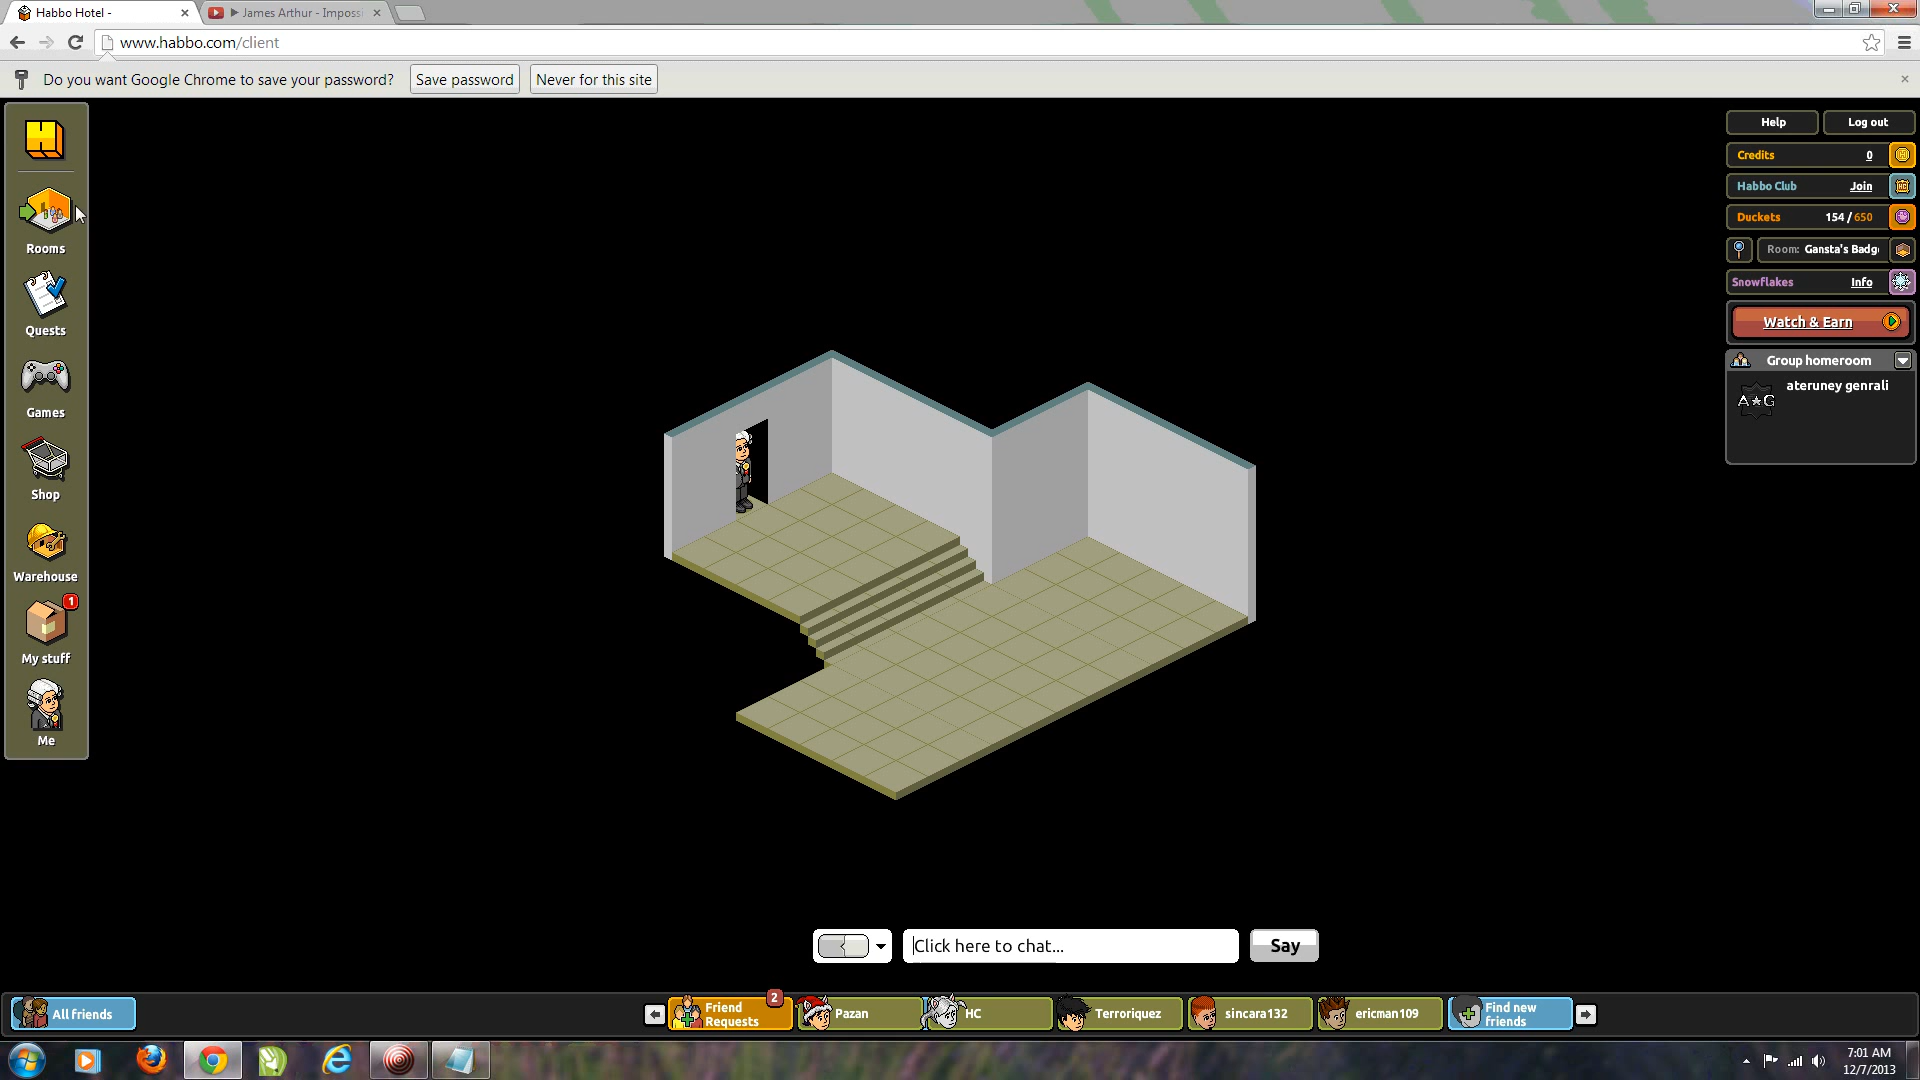 Habbo Hotel -
James Arthur - Imposs
www.habbo.com/client
Do you want Google Chrome to save your password?
Save password
Never for this site
Rooms
Quests
Games
Shop
Warehouse
1
My stuff
Me
Help
Log out
Credits 0
Habbo Club Join
Duckets 154 / 650
Room: Gansta's Badg
Snowflakes Info
Watch & Earn
Group homeroom
ateruney genrali
A★G
Click here to chat...
Say
All friends
Friend
Requests
2
Pazan
HC
Terroriquez
sincara132
ericman109
Find new
friends
7:01 AM
12/7/2013